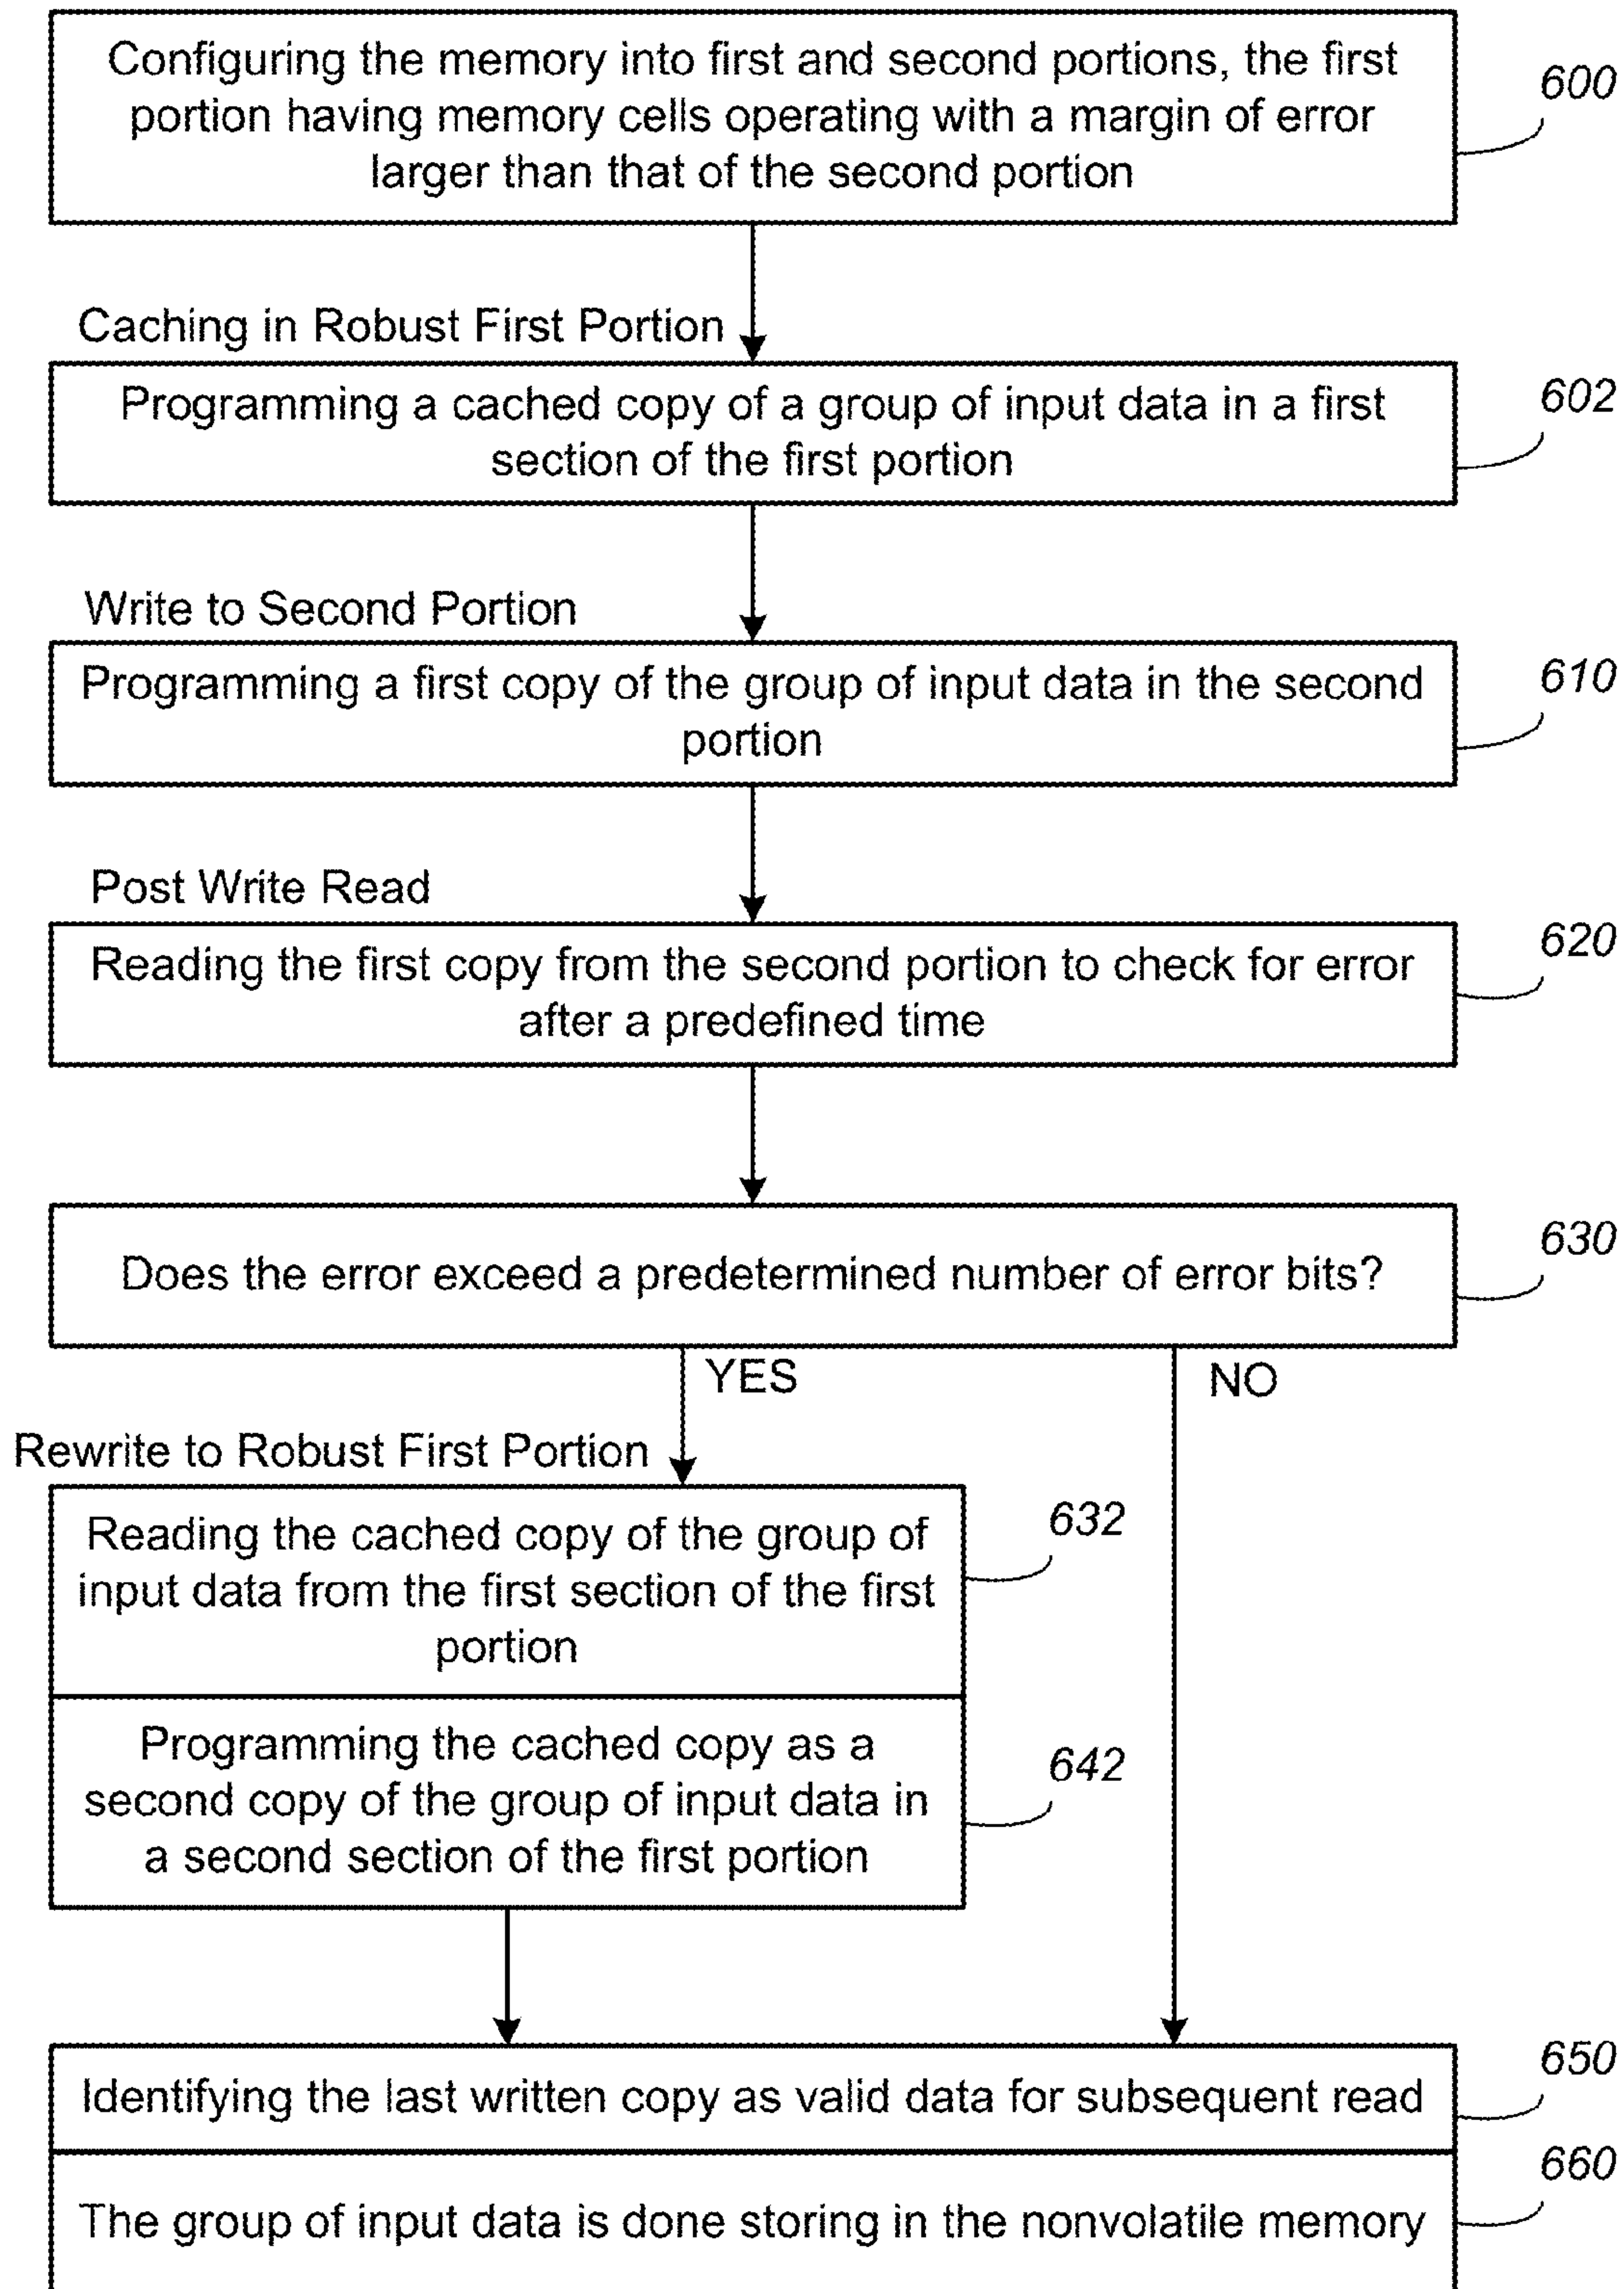 Configuring the memory into first and second portions, the first
portion having memory cells operating with a margin of error
larger than that of the second portion
600
Caching in Robust First Portion
Programming a cached copy of a group of input data in a first
section of the first portion
602
Write to Second Portion
Programming a first copy of the group of input data in the second
portion
610
Post Write Read
Reading the first copy from the second portion to check for error
after a predefined time
620
Does the error exceed a predetermined number of error bits?
630
YES
NO
Rewrite to Robust First Portion
Reading the cached copy of the group of
input data from the first section of the first
portion
632
Programming the cached copy as a
second copy of the group of input data in
a second section of the first portion
642
Identifying the last written copy as valid data for subsequent read
650
The group of input data is done storing in the nonvolatile memory
660